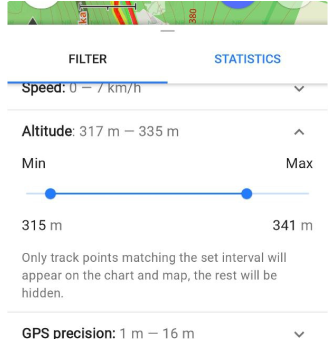 380
FILTER
STATISTICS
Speed: 0 — 7 km/h
Altitude: 317 m — 335 m
Min
Max
315 m
341 m
Only track points matching the set interval will
appear on the chart and map, the rest will be
hidden.
GPS precision: 1 m — 16 m